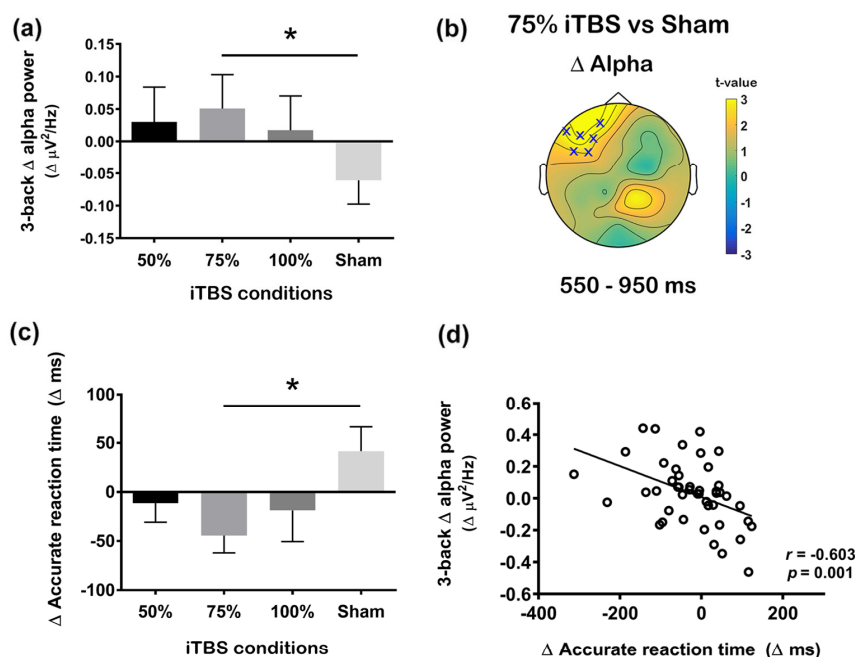 (a)
3-back Δ alpha power
(Δ μV²/Hz)
0.15
0.10
0.05
0.00
-0.05
-0.10
-0.15
*
50% 75% 100% Sham
iTBS conditions
(b)
75% iTBS vs Sham
Δ Alpha
t-value
3
2
1
0
-1
-2
-3
550 - 950 ms
(c)
Δ Accurate reaction time (Δ ms)
100
50
0
-50
-100
*
50% 75% 100% Sham
iTBS conditions
(d)
3-back Δ alpha power
(Δ μV²/Hz)
0.6
0.4
0.2
0.0
-0.2
-0.4
-0.6
-400 -200 0 200
r = -0.603
p = 0.001
Δ Accurate reaction time (Δ ms)